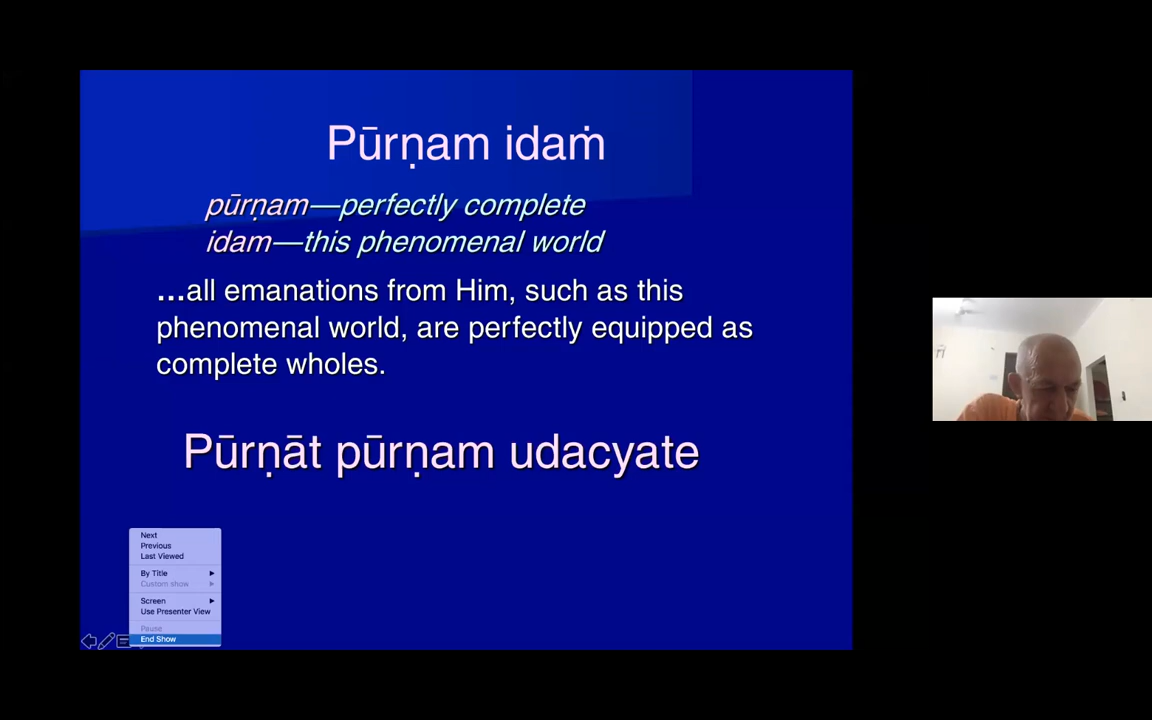 Pūrṇam idaṁ
pūrṇam—perfectly complete
idam—this phenomenal world
...all emanations from Him, such as this
phenomenal world, are perfectly equipped as
complete wholes.
Pūrṇāt pūrṇam udacyate
Next
Previous
Last Viewed
By Title
Custom show
Screen
Use Presenter View
Pause
End Show